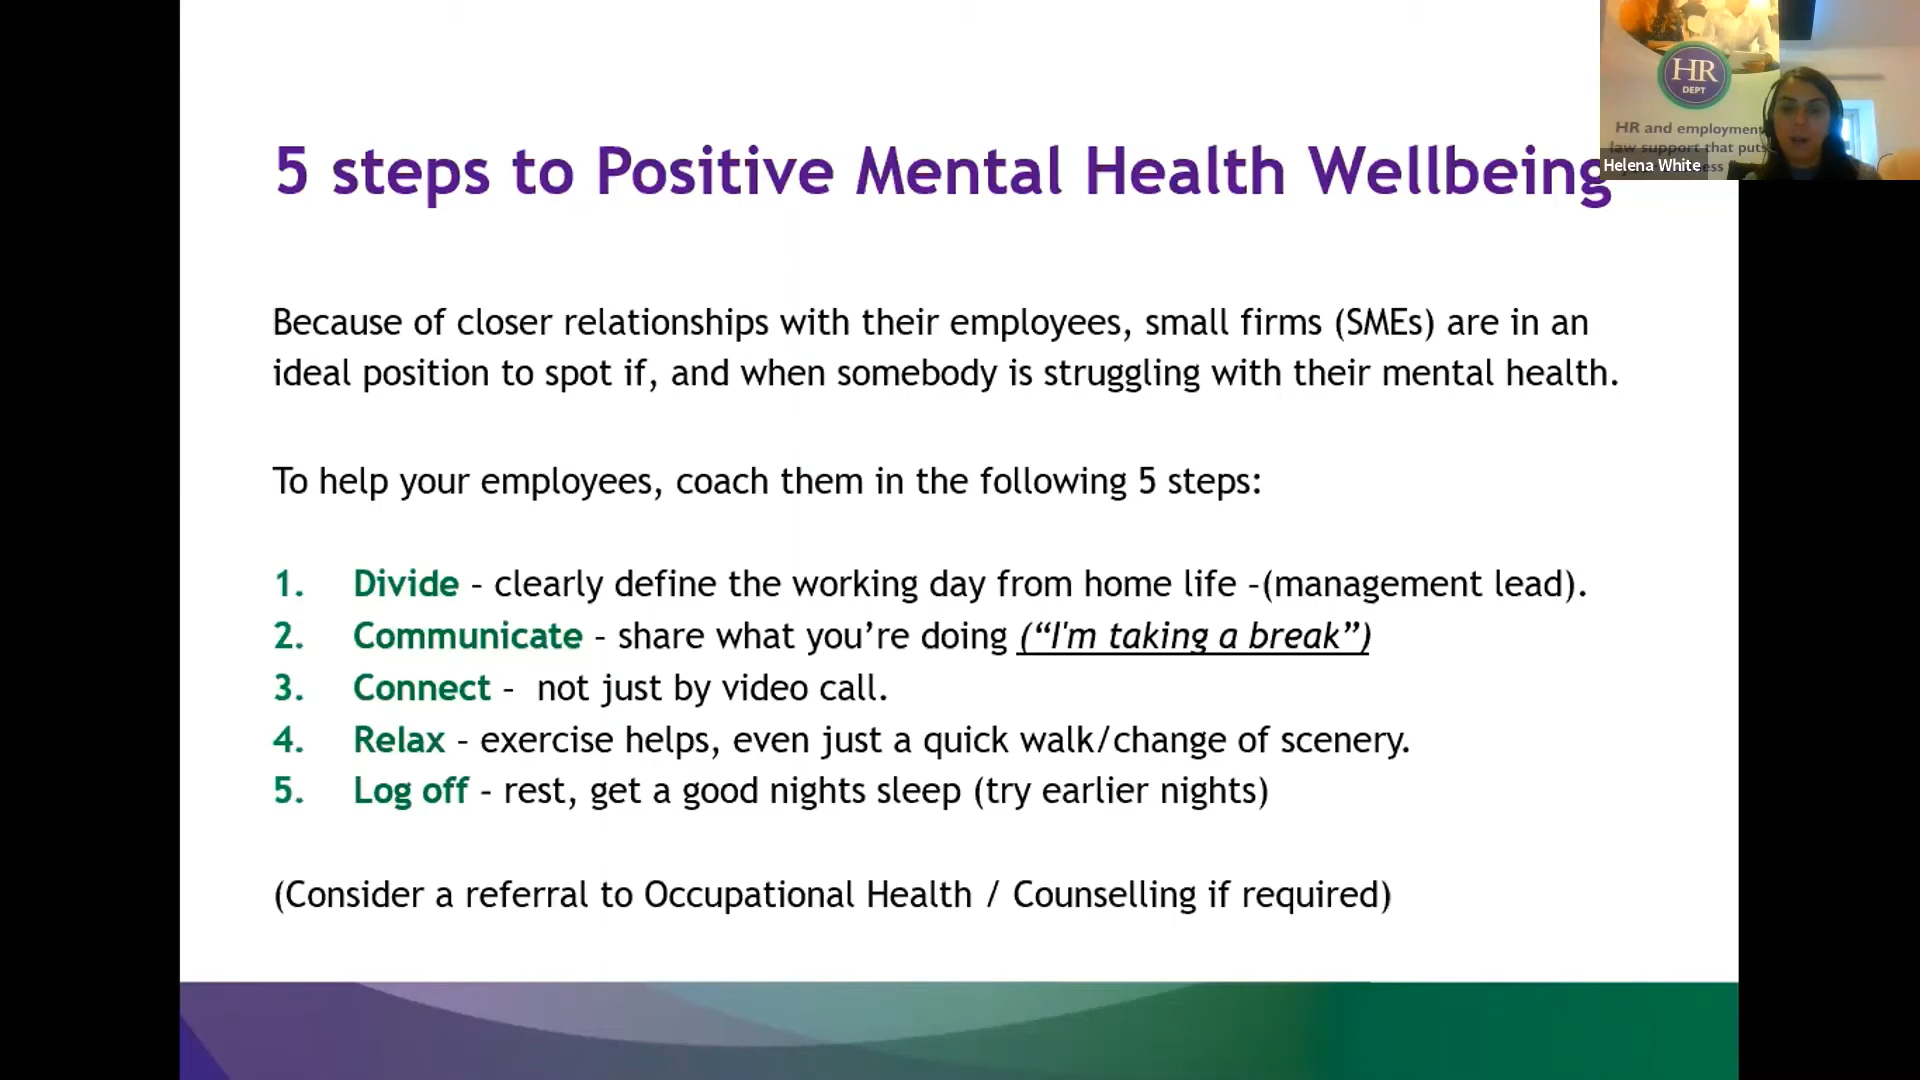 5 steps to Positive Mental Health Wellbeing
HR
DEPT
HR and employment
law support that puts
ess
Helena White
Because of closer relationships with their employees, small firms (SMEs) are in an
ideal position to spot if, and when somebody is struggling with their mental health.
To help your employees, coach them in the following 5 steps:
1. Divide – clearly define the working day from home life –(management lead).
2. Communicate – share what you’re doing (“I'm taking a break”)
3. Connect – not just by video call.
4. Relax – exercise helps, even just a quick walk/change of scenery.
5. Log off – rest, get a good nights sleep (try earlier nights)
(Consider a referral to Occupational Health / Counselling if required)